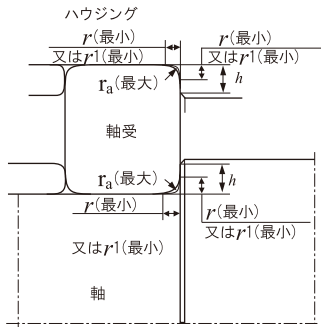 ハウジング
r(最小)
又はr1(最小)
r(最小)
又はr1(最小)
ra(最大)
h
軸受
ra(最大)
h
r(最小)
又はr1(最小)
r(最小)
又はr1(最小)
軸